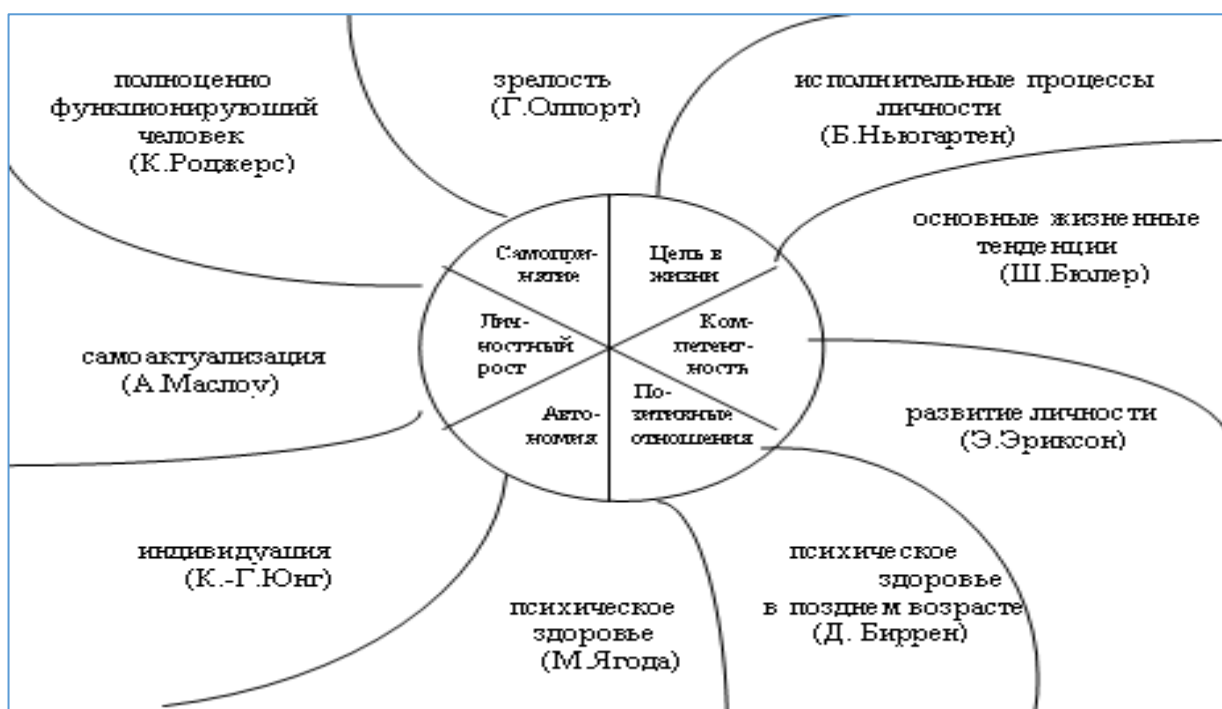 полноценно
функционируюший
человек
(К.Роджерс)
зрелость
(Г.Олпорт)
исполнительные процессы
личности
(Б.Ньюгартен)
основные жизненные
тенденции
(Ш.Бюлер)
Самопри-
нятие
Цель в
жизни
Лич-
ностный
рост
Ком-
петент-
ность
Авто-
номия
По-
зитивные
отношения
самоактуализация
(А.Маслоу)
развитие личности
(Э.Эриксон)
индивидуация
(К.-Г.Юнг)
психическое
здоровье
(М.Ягода)
психическое
здоровье
в позднем возрасте
(Д. Биррен)